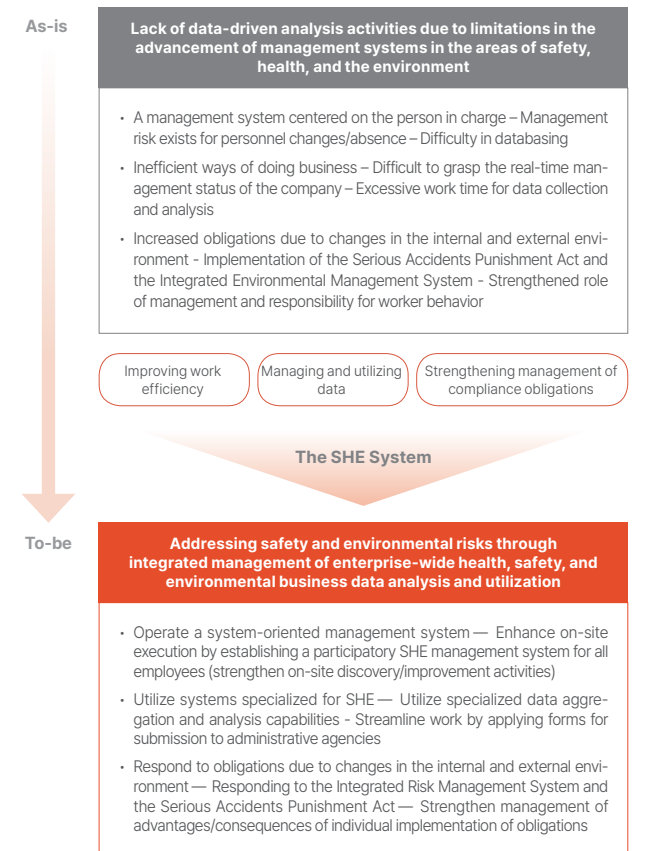 As-is
Lack of data-driven analysis activities due to limitations in the
advancement of management systems in the areas of safety,
health, and the environment
• A management system centered on the person in charge – Management
risk exists for personnel changes/absence – Difficulty in databasing
• Inefficient ways of doing business – Difficult to grasp the real-time man-
agement status of the company – Excessive work time for data collection
and analysis
• Increased obligations due to changes in the internal and external envi-
ronment - Implementation of the Serious Accidents Punishment Act and
the Integrated Environmental Management System - Strengthened role
of management and responsibility for worker behavior
Improving work
efficiency
Managing and utilizing
data
Strengthening management of
compliance obligations
The SHE System
To-be
Addressing safety and environmental risks through
integrated management of enterprise-wide health, safety, and
environmental business data analysis and utilization
• Operate a system-oriented management system — Enhance on-site
execution by establishing a participatory SHE management system for all
employees (strengthen on-site discovery/improvement activities)
• Utilize systems specialized for SHE — Utilize specialized data aggre-
gation and analysis capabilities - Streamline work by applying forms for
submission to administrative agencies
• Respond to obligations due to changes in the internal and external envi-
ronment — Responding to the Integrated Risk Management System and
the Serious Accidents Punishment Act — Strengthen management of
advantages/consequences of individual implementation of obligations